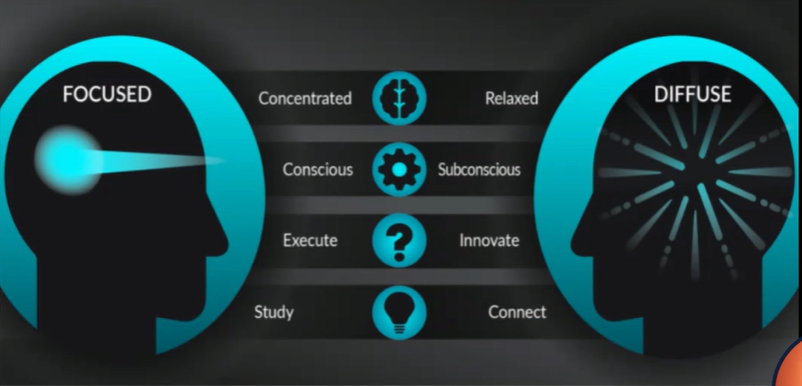 FOCUSED
DIFFUSE
Concentrated Relaxed
Conscious Subconscious
Execute ? Innovate
Study Connect